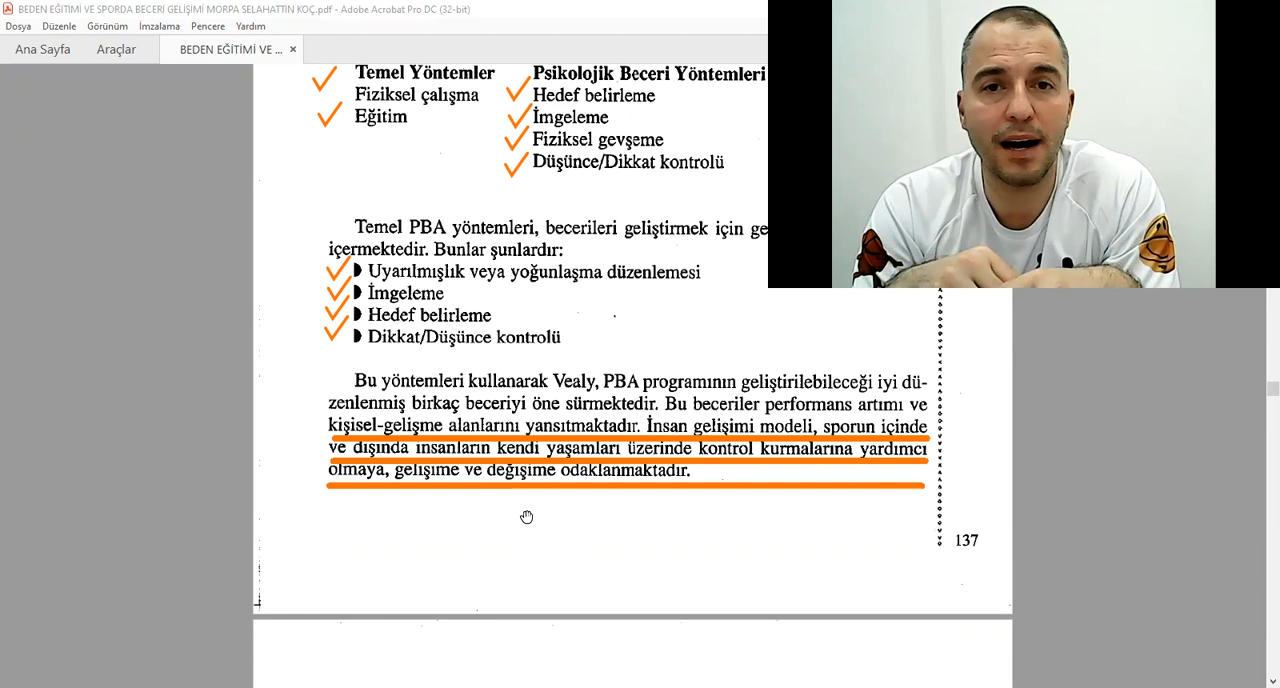 BEDEN EĞİTİMİ VE SPORDA BECERİ GELİŞİMİ MORPA SELAHATTİN KOÇ.pdf - Adobe Acrobat Pro DC (32-bit)
Dosya Düzenle Görünüm İmzalama Pencere Yardım
Ana Sayfa Araçlar BEDEN EĞİTİMİ VE ... ×
Temel Yöntemler Psikolojik Beceri Yöntemleri
Fiziksel çalışma Hedef belirleme
Eğitim İmgeleme
Fiziksel gevşeme
Düşünce/Dikkat kontrolü
Temel PBA yöntemleri, becerileri geliştirmek için ge
içermektedir. Bunlar şunlardır:
Uyarılmışlık veya yoğunlaşma düzenlemesi
İmgeleme
Hedef belirleme
Dikkat/Düşünce kontrolü
Bu yöntemleri kullanarak Vealy, PBA programının geliştirilebileceği iyi dü-
zenlenmiş birkaç beceriyi öne sürmektedir. Bu beceriler performans artımı ve
kişisel-gelişme alanlarını yansıtmaktadır. İnsan gelişimi modeli, sporun içinde
ve dışında insanların kendi yaşamları üzerinde kontrol kurmalarına yardımcı
olmaya, gelişime ve değişime odaklanmaktadır.
137